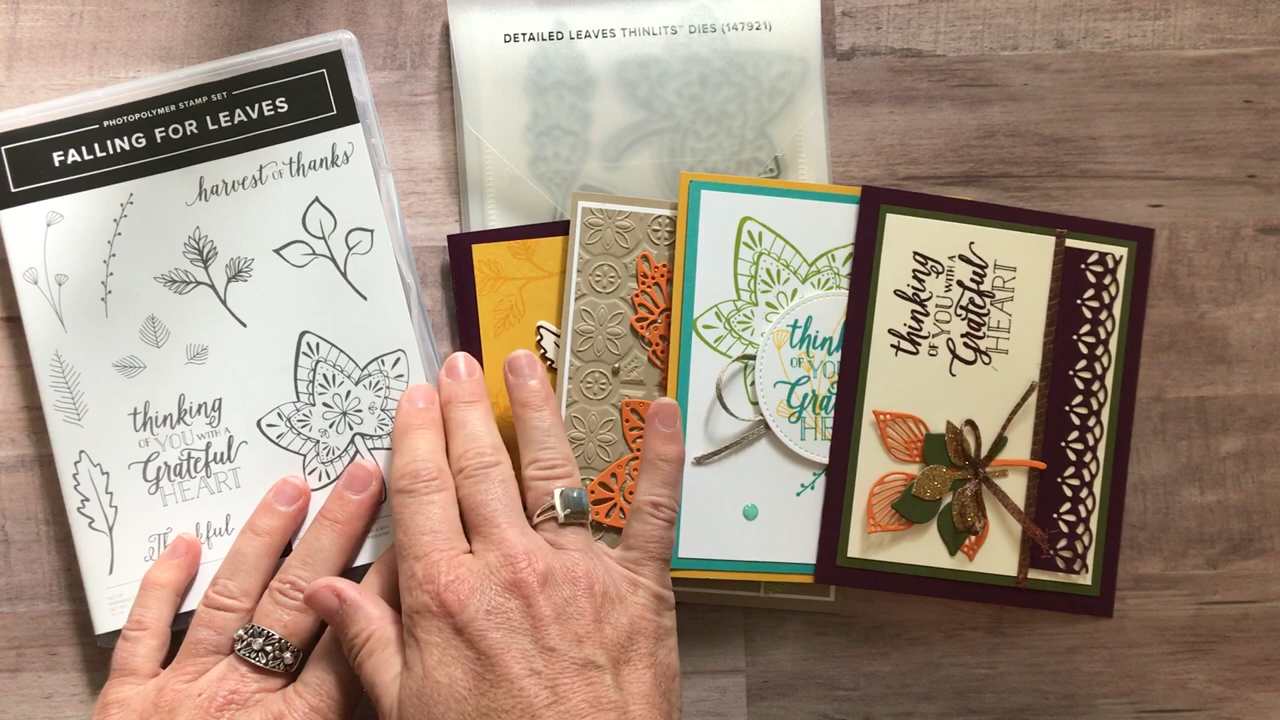 PHOTOPOLYMER STAMP SET
FALLING FOR LEAVES
harvest OF thanks
thinking
OF YOU WITH A
Grateful
HEART
DETAILED LEAVES THINLITS™ DIES (147921)
thinking
OF YOU WITH A
Grateful
HEART